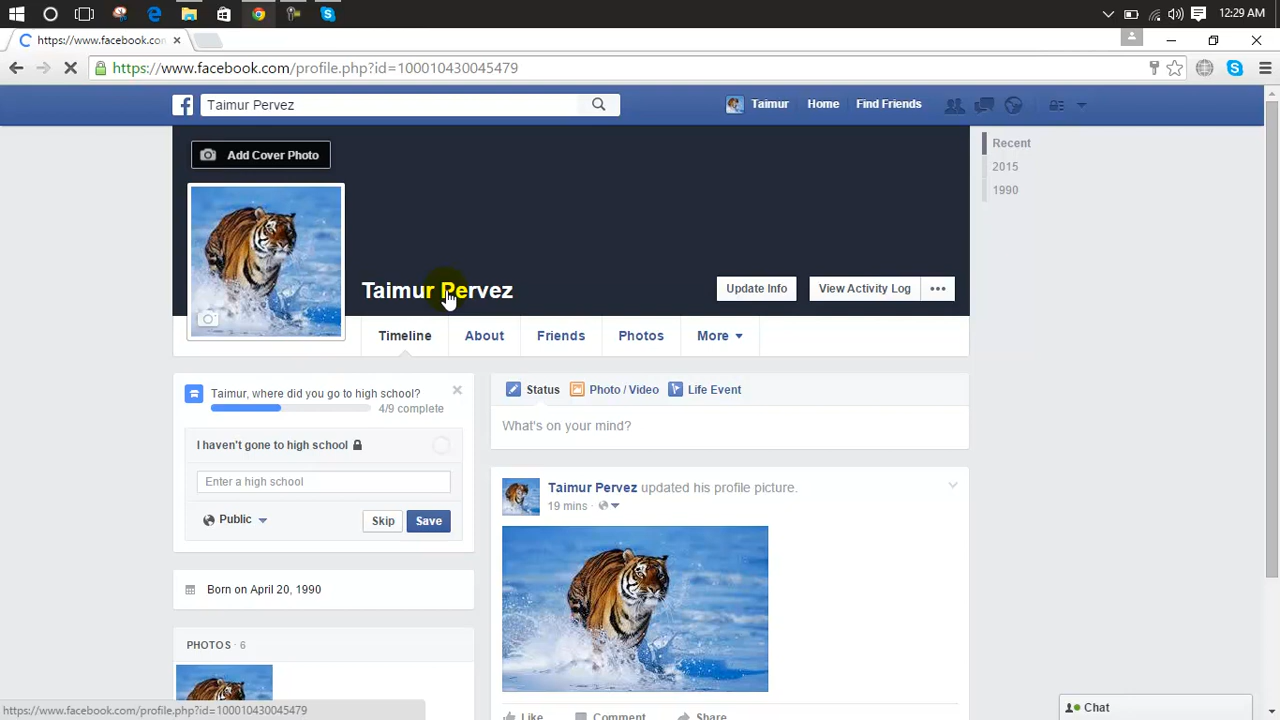 12:29 AM
https://www.facebook.con
https://www.facebook.com/profile.php?id=100010430045479
Taimur Pervez
Taimur
Home
Find Friends
Add Cover Photo
Taimur Pervez
Update Info
View Activity Log
Recent
2015
1990
Timeline
About
Friends
Photos
More
Taimur, where did you go to high school?
4/9 complete
I haven't gone to high school
Enter a high school
Public
Skip
Save
Born on April 20, 1990
PHOTOS · 6
Status
Photo / Video
Life Event
What's on your mind?
Taimur Pervez updated his profile picture.
19 mins ·
Like
Comment
Share
Chat
https://www.facebook.com/profile.php?id=100010430045479